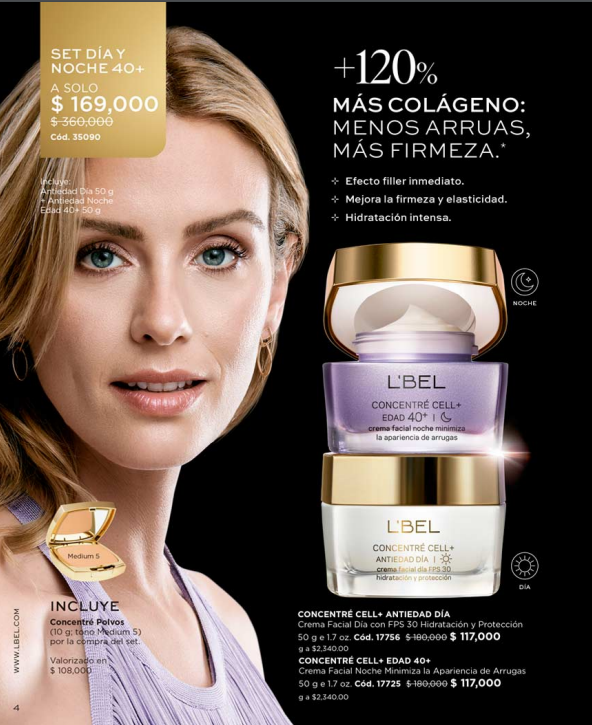 SET DÍA Y
NOCHE 40+
A SOLO
$ 169,000
$ 360,000
Cód. 35090
Incluye:
Antiedad Día 50 g
+ Antiedad Noche
Edad 40+ 50 g
+120%
MÁS COLÁGENO:
MENOS ARRUAS,
MÁS FIRMEZA.*
Efecto filler inmediato.
Mejora la firmeza y elasticidad.
Hidratación intensa.
NOCHE
L'BEL
CONCENTRÉ CELL+
EDAD 40+ |
crema facial noche minimiza
la apariencia de arrugas
L'BEL
CONCENTRÉ CELL+
ANTIEDAD DÍA |
crema facial día FPS 30
hidratación y protección
DÍA
Medium 5
INCLUYE
Concentré Polvos
(10 g; tono Medium 5)
por la compra del set.
Valorizado en
$ 108,000
CONCENTRÉ CELL+ ANTIEDAD DÍA
Crema Facial Día con FPS 30 Hidratación y Protección
50 g e 1.7 oz. Cód. 17756 $ 180,000 $ 117,000
g a $2,340.00
CONCENTRÉ CELL+ EDAD 40+
Crema Facial Noche Minimiza la Apariencia de Arrugas
50 g e 1.7 oz. Cód. 17725 $ 180,000 $ 117,000
g a $2,340.00
WWW.LBEL.COM
4